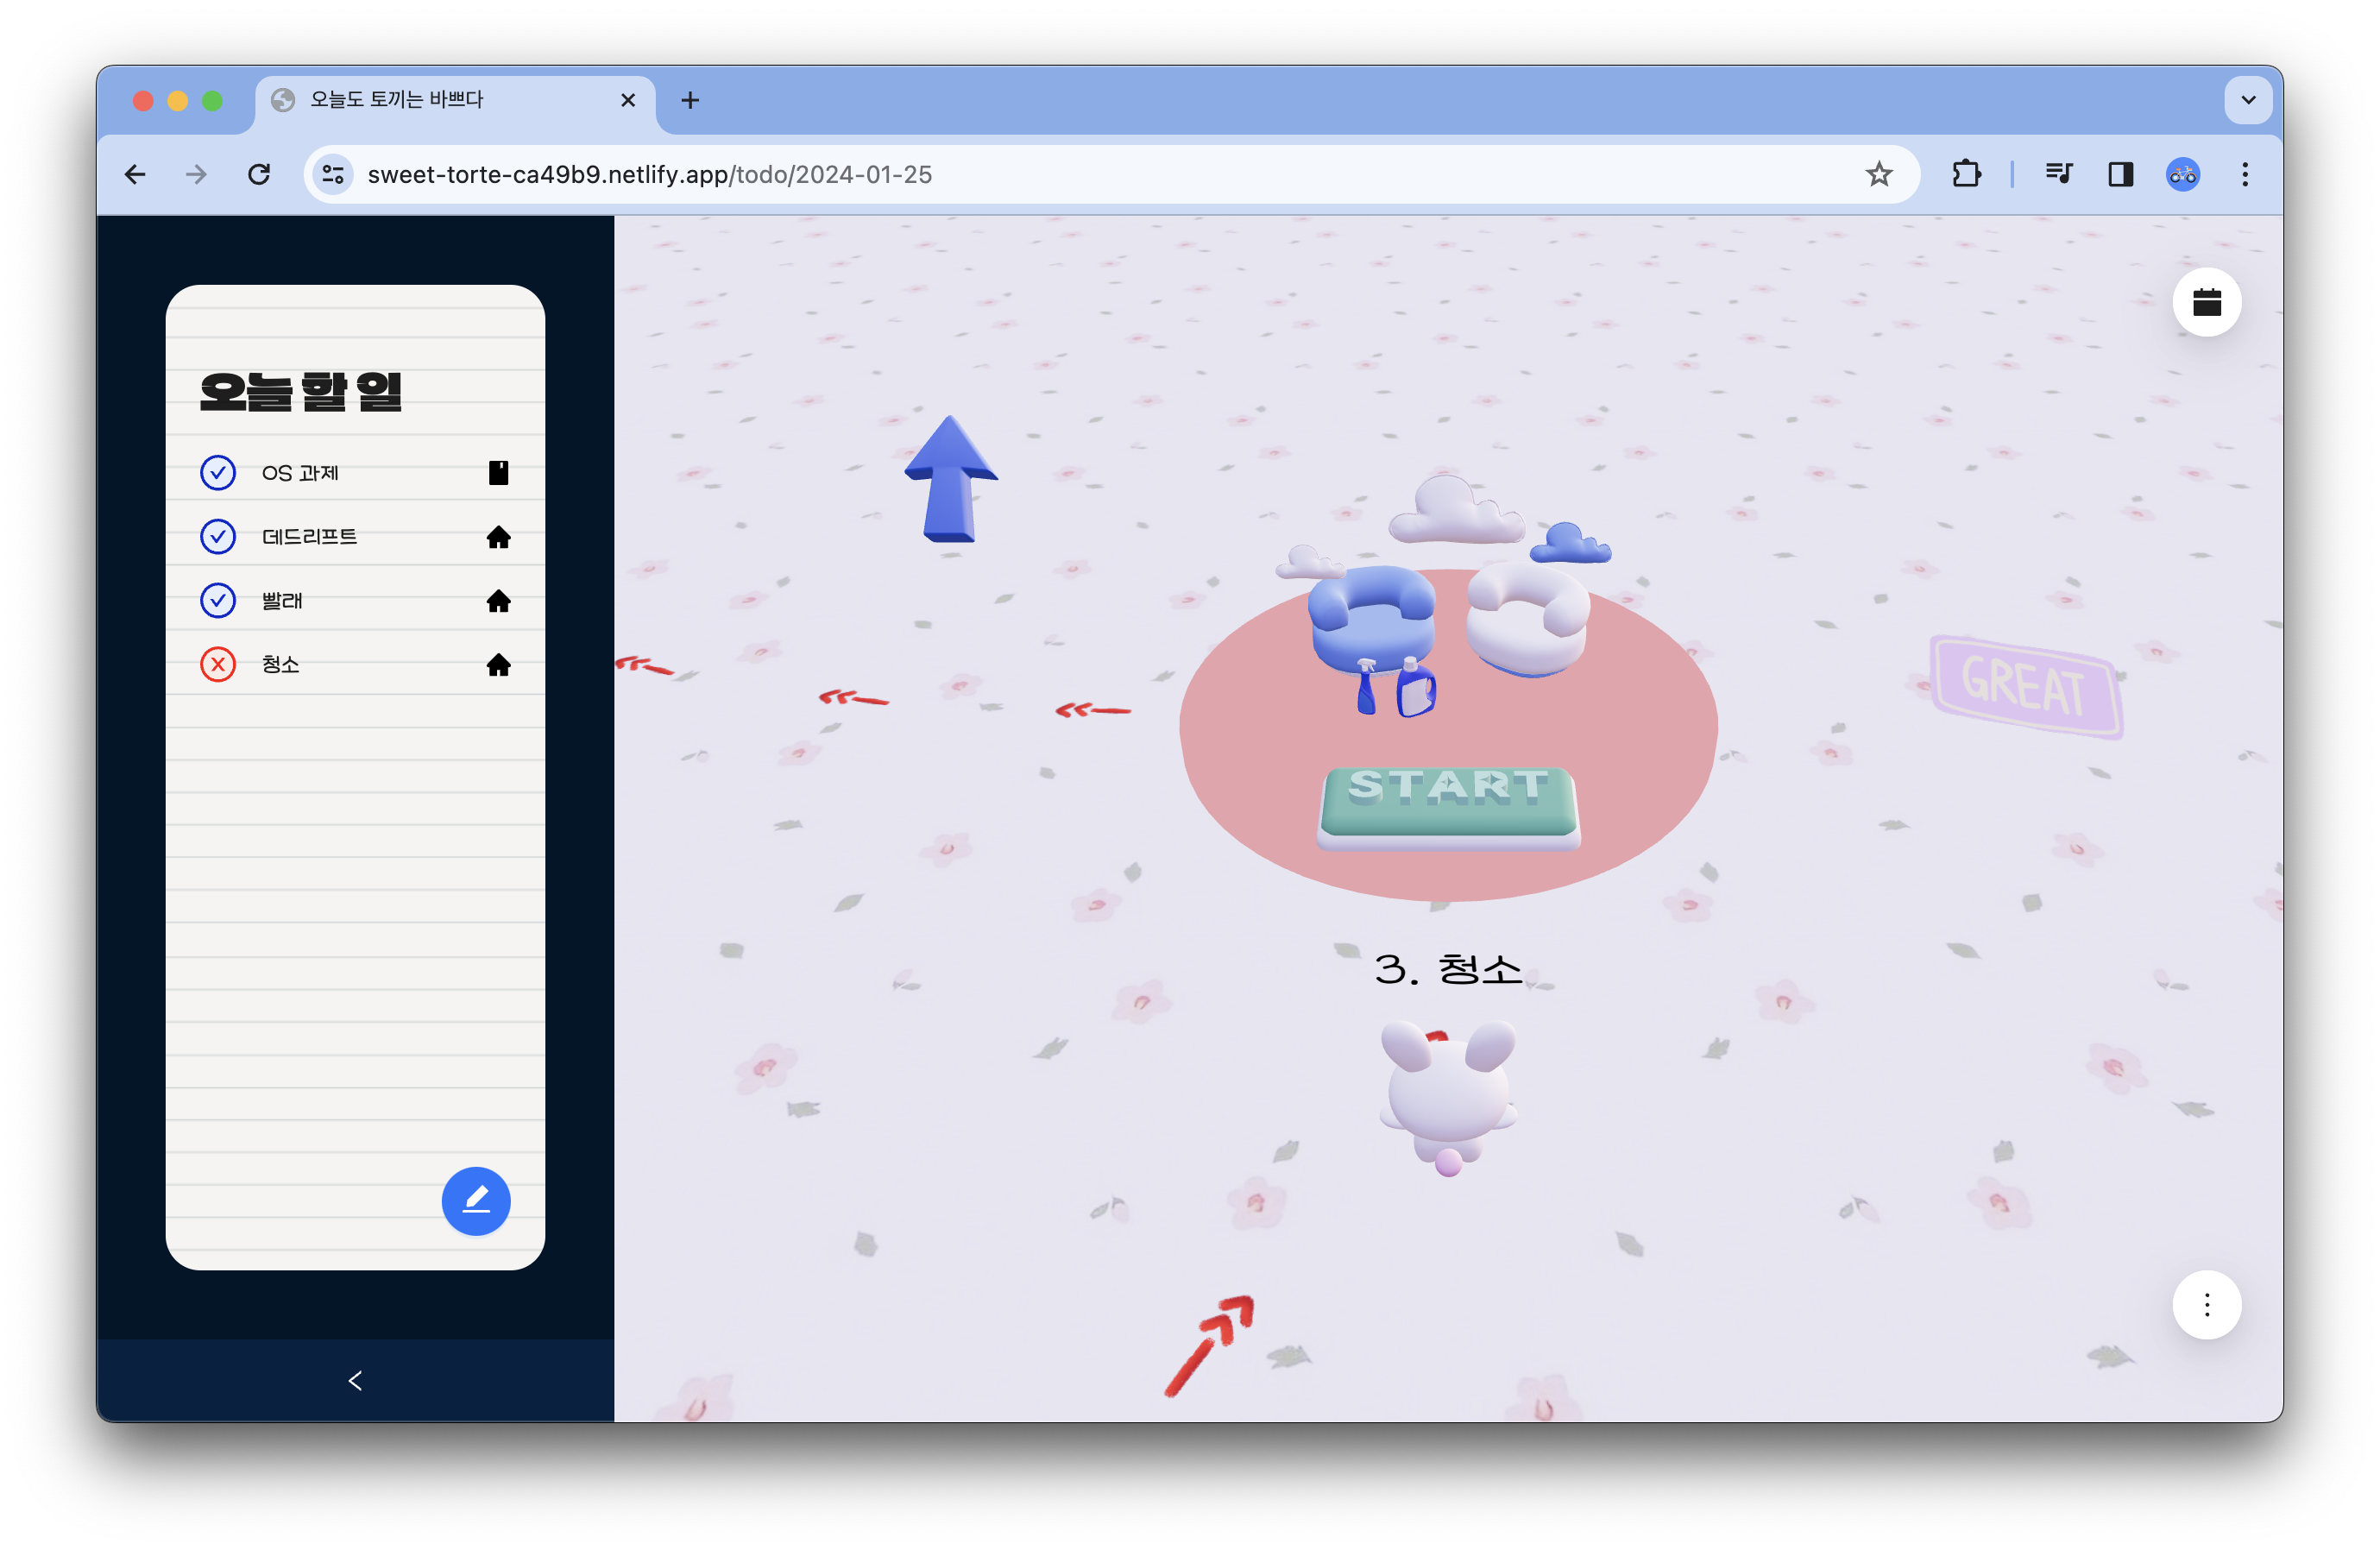 오늘도 토끼는 바쁘다
sweet-torte-ca49b9.netlify.app/todo/2024-01-25
오늘 할 일
OS 과제
데드리프트
빨래
청소
GREAT
START
3. 청소